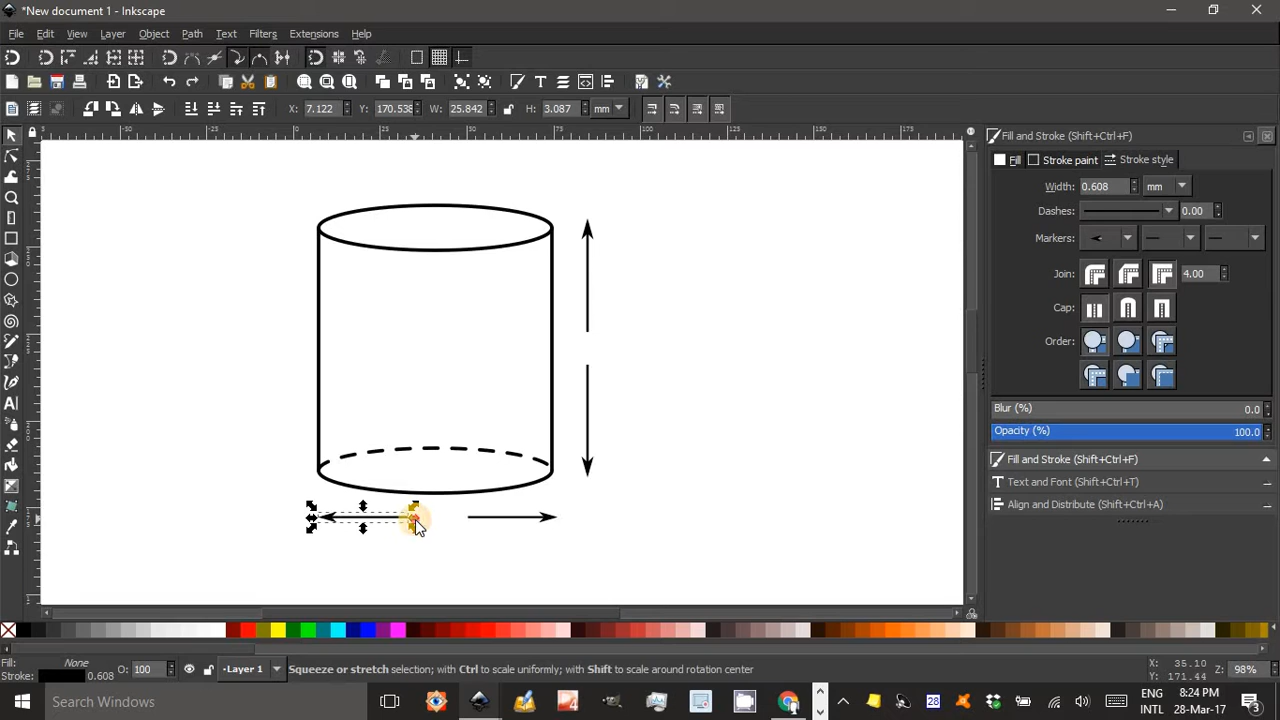 *New document 1 - Inkscape
File Edit View Layer Object Path Text Filters Extensions Help
X: 7.122 Y: 170.538 W: 25.842 H: 3.087 mm
Fill and Stroke (Shift+Ctrl+F)
Fill Stroke paint Stroke style
Width: 0.608 mm
Dashes: 0.00
Markers:
Join: 4.00
Cap:
Order:
Blur (%) 0.0
Opacity (%) 100.0
Fill and Stroke (Shift+Ctrl+F)
Text and Font (Shift+Ctrl+T)
Align and Distribute (Shift+Ctrl+A)
Fill: None
Stroke: 0.608
O: 100
Layer 1
Squeeze or stretch selection; with Ctrl to scale uniformly; with Shift to scale around rotation center
X: 35.10
Y: 171.44
Z: 98%
Search Windows
28
ENG
INTL
8:24 PM
28-Mar-17
3